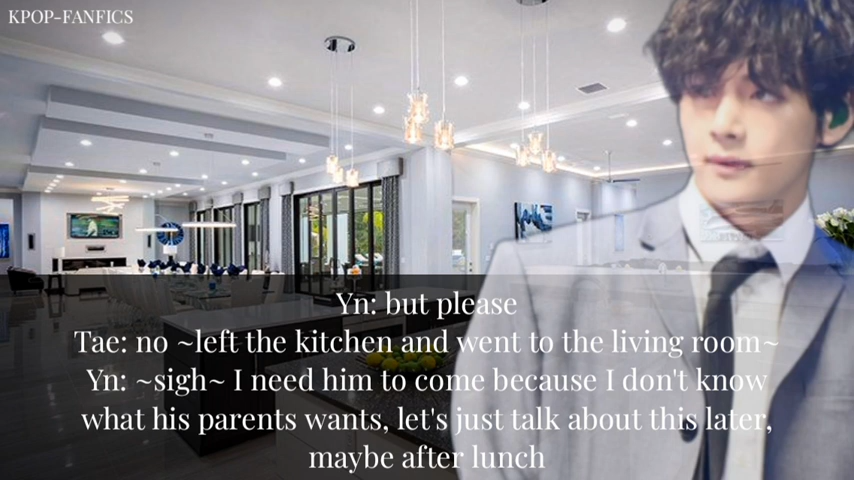 KPOP-FANFICS
Yn: but please
Tae: no ~left the kitchen and went to the living room~
Yn: ~sigh~ I need him to come because I don't know
what his parents wants, let's just talk about this later,
maybe after lunch